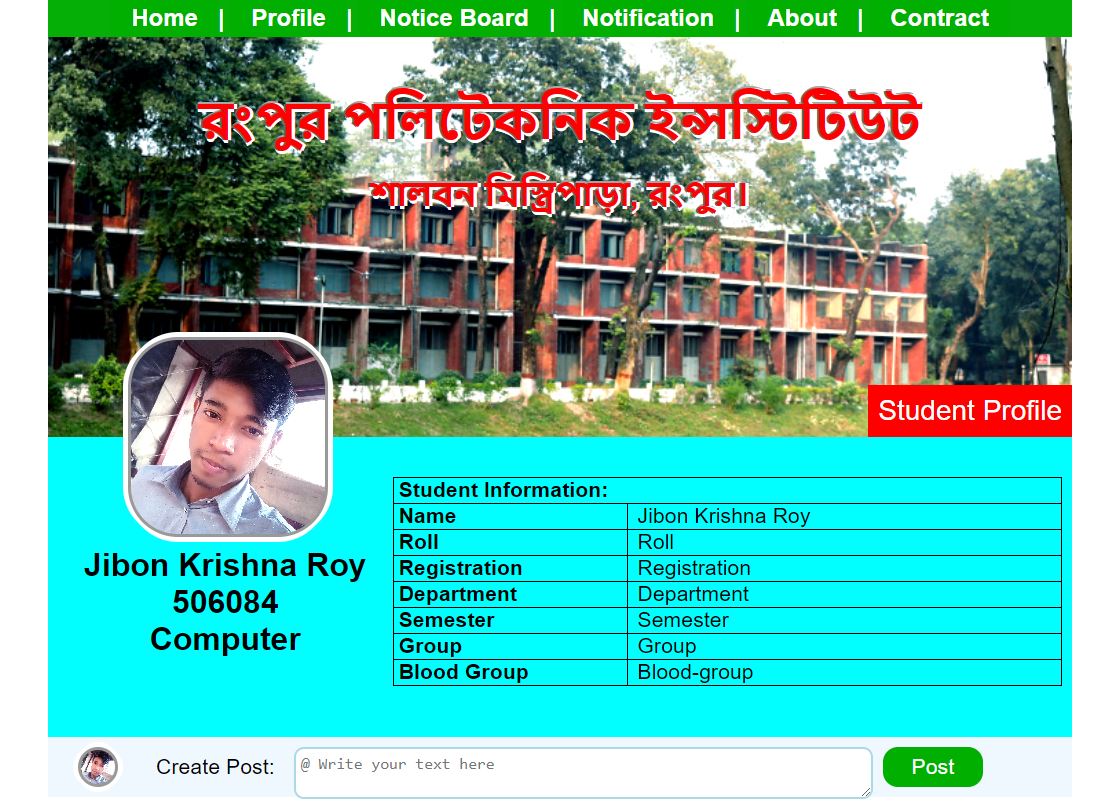 Home | Profile | Notice Board | Notification | About | Contract
রংপুর পলিটেকনিক ইন্সস্টিটিউট
শালবন মিস্ত্রিপাড়া, রংপুর।
Student Profile
Jibon Krishna Roy
506084
Computer
Student Information:
Name Jibon Krishna Roy
Roll Roll
Registration Registration
Department Department
Semester Semester
Group Group
Blood Group Blood-group
Create Post: @ Write your text here Post